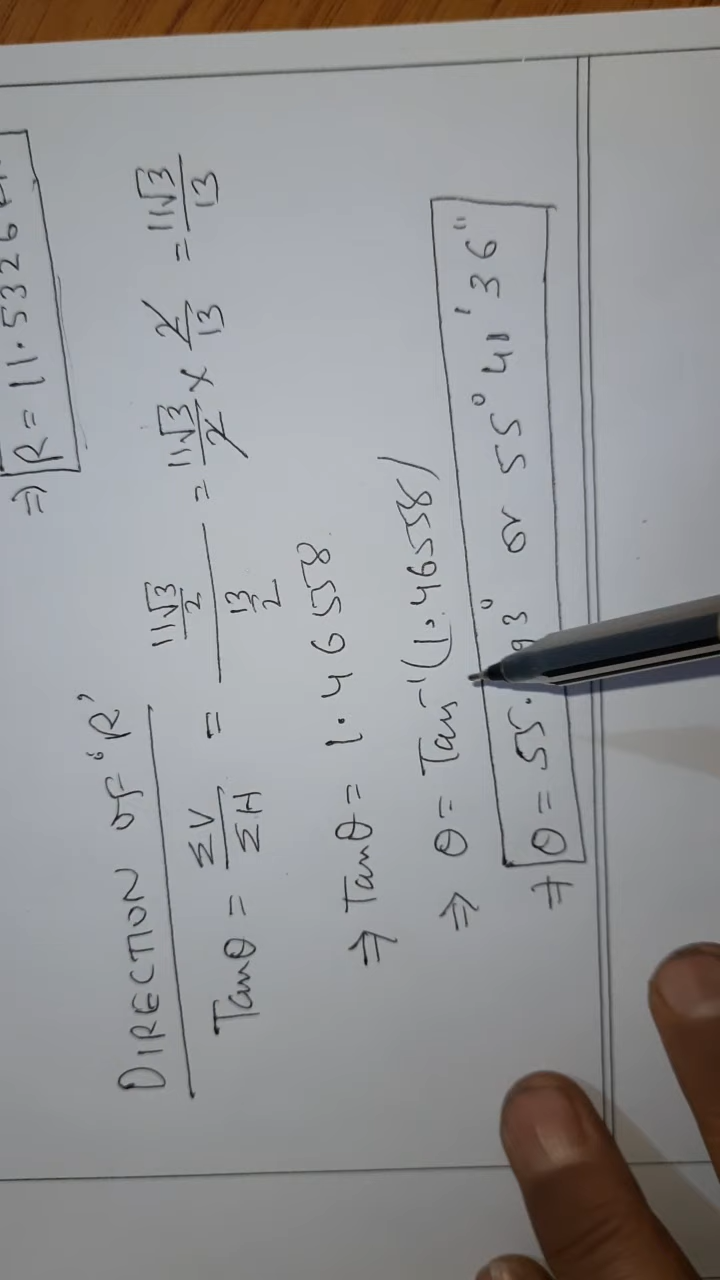 ⇒ R = 11.5326
DIRECTION OF 'R'
Tanθ = ΣV/ΣH = (11√3/2)/(13/2) = 11√3/2 × 2/13 = 11√3/13
⇒ Tanθ = 1.46558
⇒ θ = Tan⁻¹(1.46558)
⇒ θ = 55. 93° or 55° 41' 36"